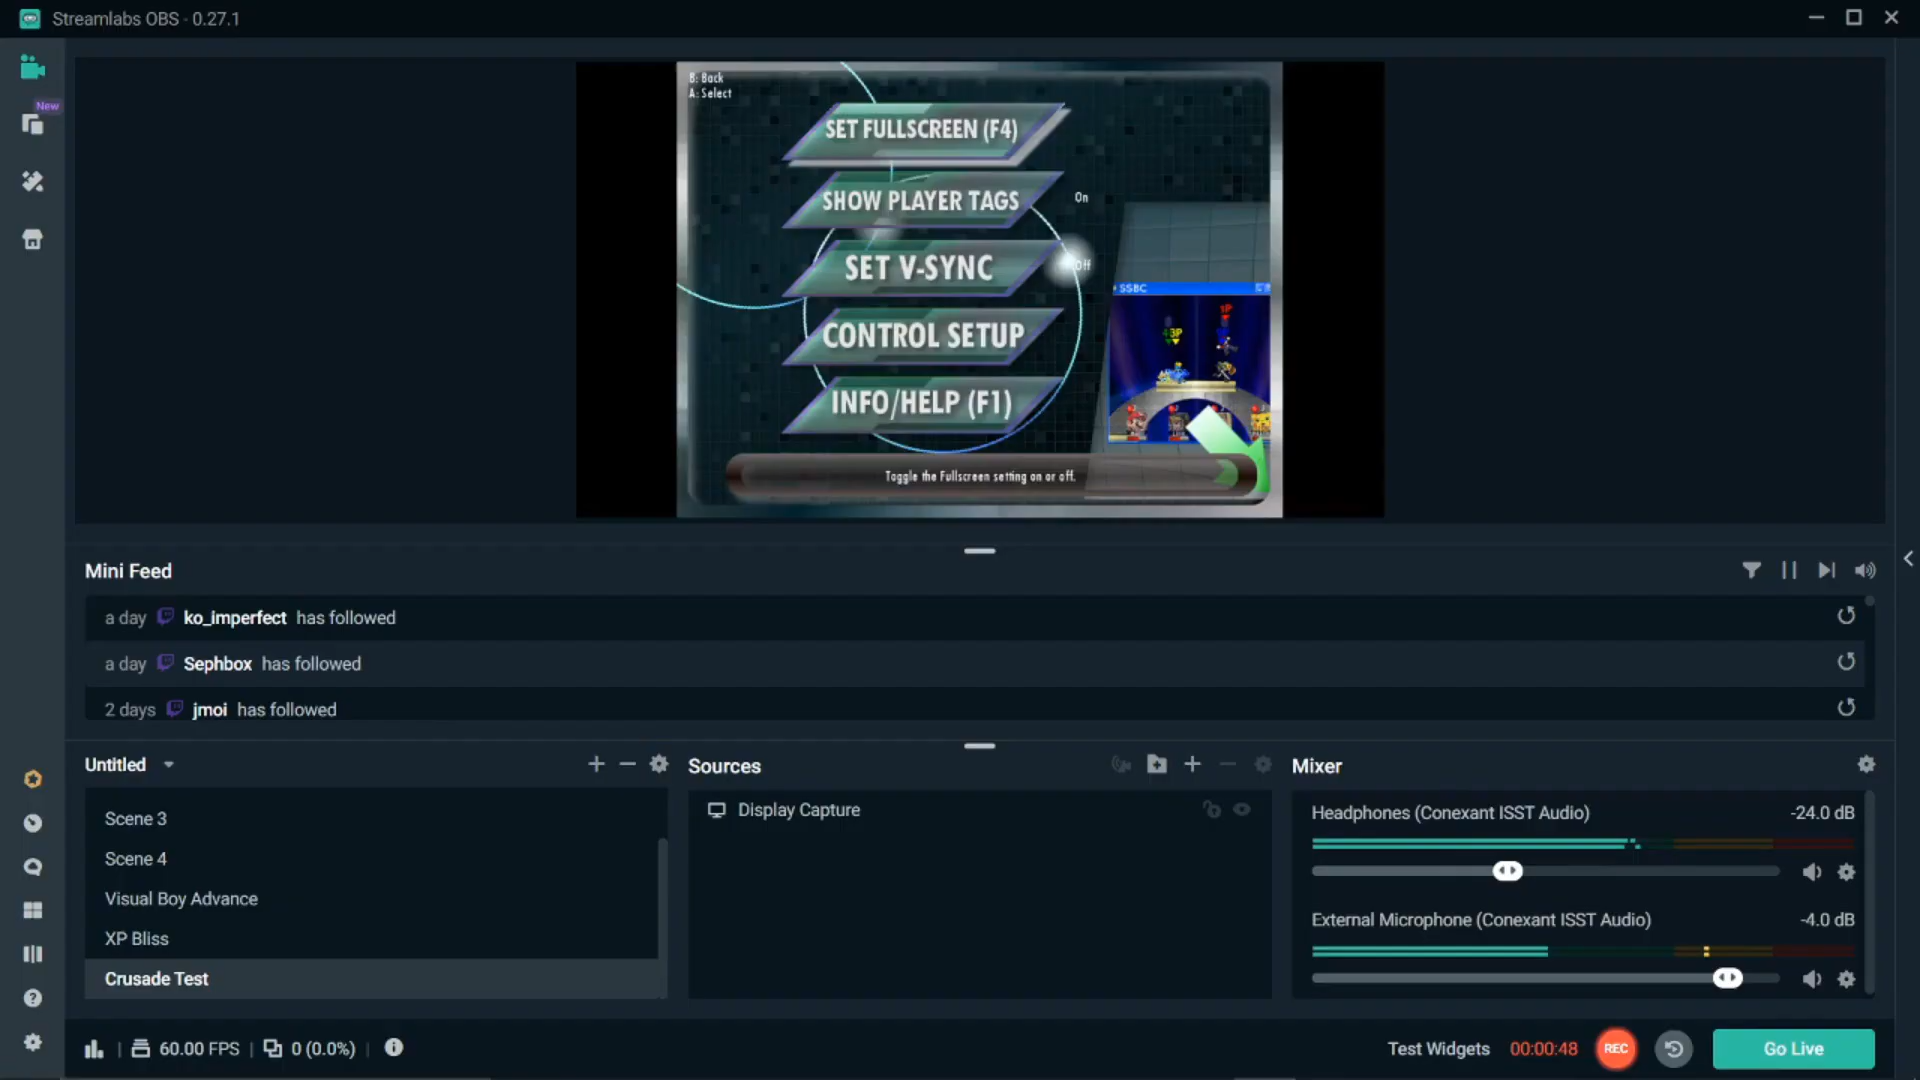 Streamlabs OBS - 0.27.1
New
B: Back
A: Select
SET FULLSCREEN (F4)
SHOW PLAYER TAGS
On
SET V-SYNC
Off
CONTROL SETUP
INFO/HELP (F1)
SSBC
1P
3P
Toggle the Fullscreen setting on or off.
Mini Feed
a day ko_imperfect has followed
a day Sephbox has followed
2 days jmoi has followed
Untitled
Scene 3
Scene 4
Visual Boy Advance
XP Bliss
Crusade Test
Sources
Display Capture
Mixer
Headphones (Conexant ISST Audio) -24.0 dB
External Microphone (Conexant ISST Audio) -4.0 dB
60.00 FPS
0 (0.0%)
Test Widgets
00:00:48
REC
Go Live